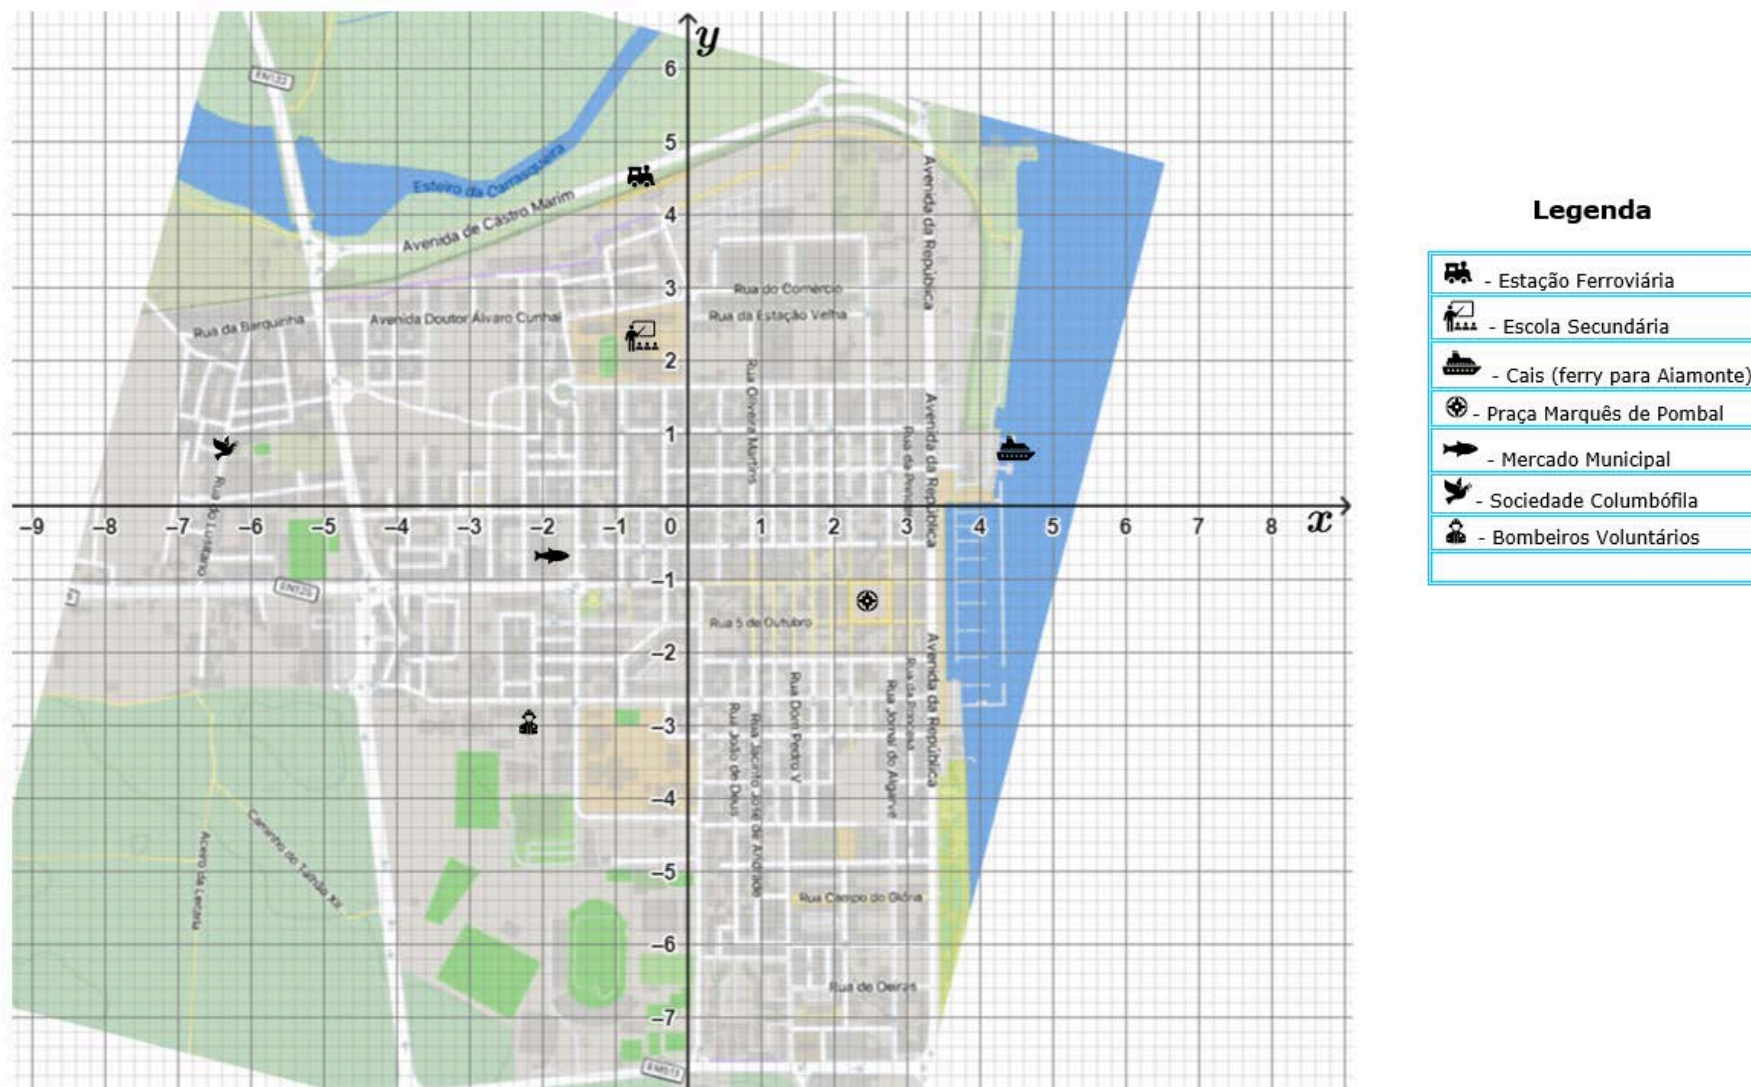 y
6
EN122
5
Esteiro da Carrasqueira
Avenida da República
4
Avenida de Castro Marim
3
Rua do Comércio
Rua da Barquinha
Avenida Doutor Álvaro Cunhal
Rua da Estação Velha
2
Rua Oliveira Martins
Avenida da República
1
Rua da Princesa
Rua do Lusitano
–9 –8 –7 –6 –5 –4 –3 –2 –1 0 1 2 3 4 5 6 7 8 x
–1
EN125
Rua 5 de Outubro
–2
Avenida da República
Rua da Princesa
Rua Dom Pedro V
Rua Jornal do Algarve
–3
Rua João de Deus
Rua Jacinto José de Andrade
–4
Caminho do Talhão XII
–5
Rua Campo do Glória
–6
Rua de Oeiras
–7
EM513
Legenda
- Estação Ferroviária
- Escola Secundária
- Cais (ferry para Aiamonte)
- Praça Marquês de Pombal
- Mercado Municipal
- Sociedade Columbófila
- Bombeiros Voluntários